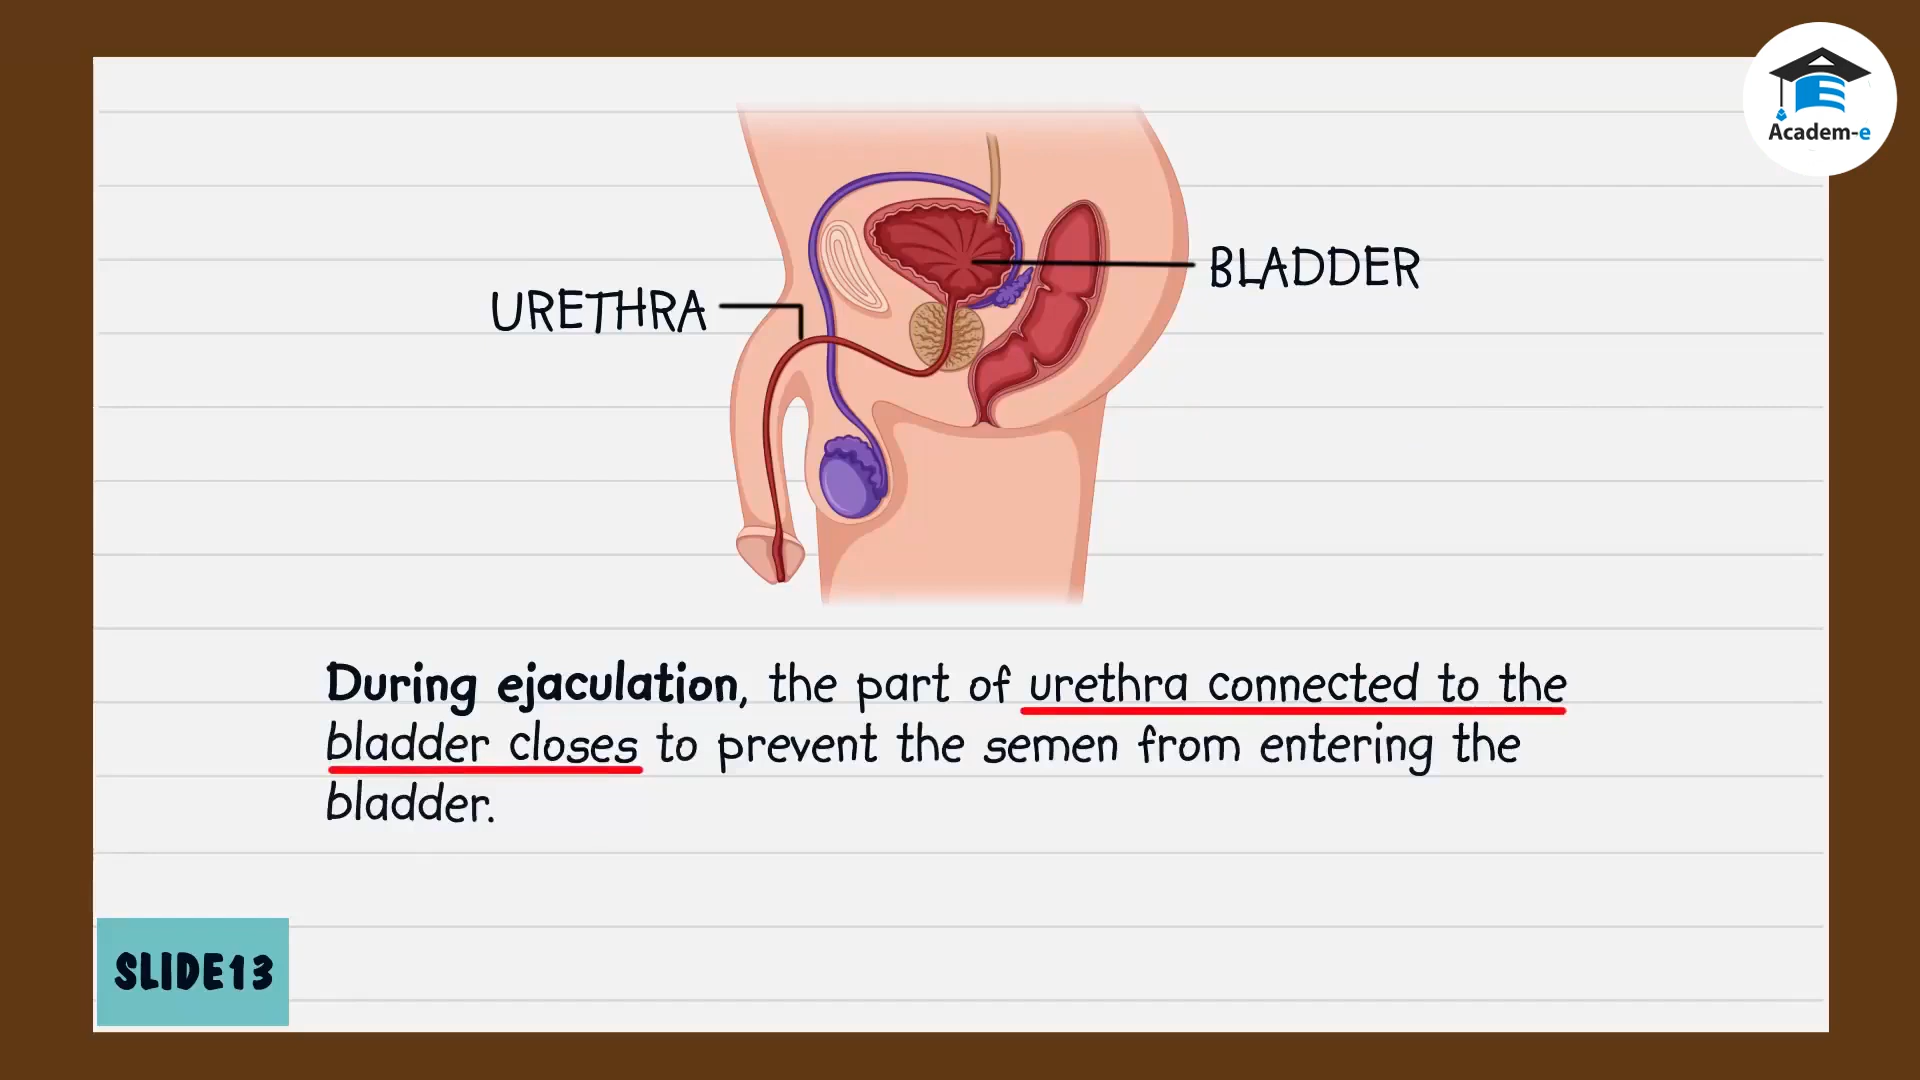 Academ-e
BLADDER
URETHRA
During ejaculation, the part of urethra connected to the
bladder closes to prevent the semen from entering the
bladder.
SLIDE13